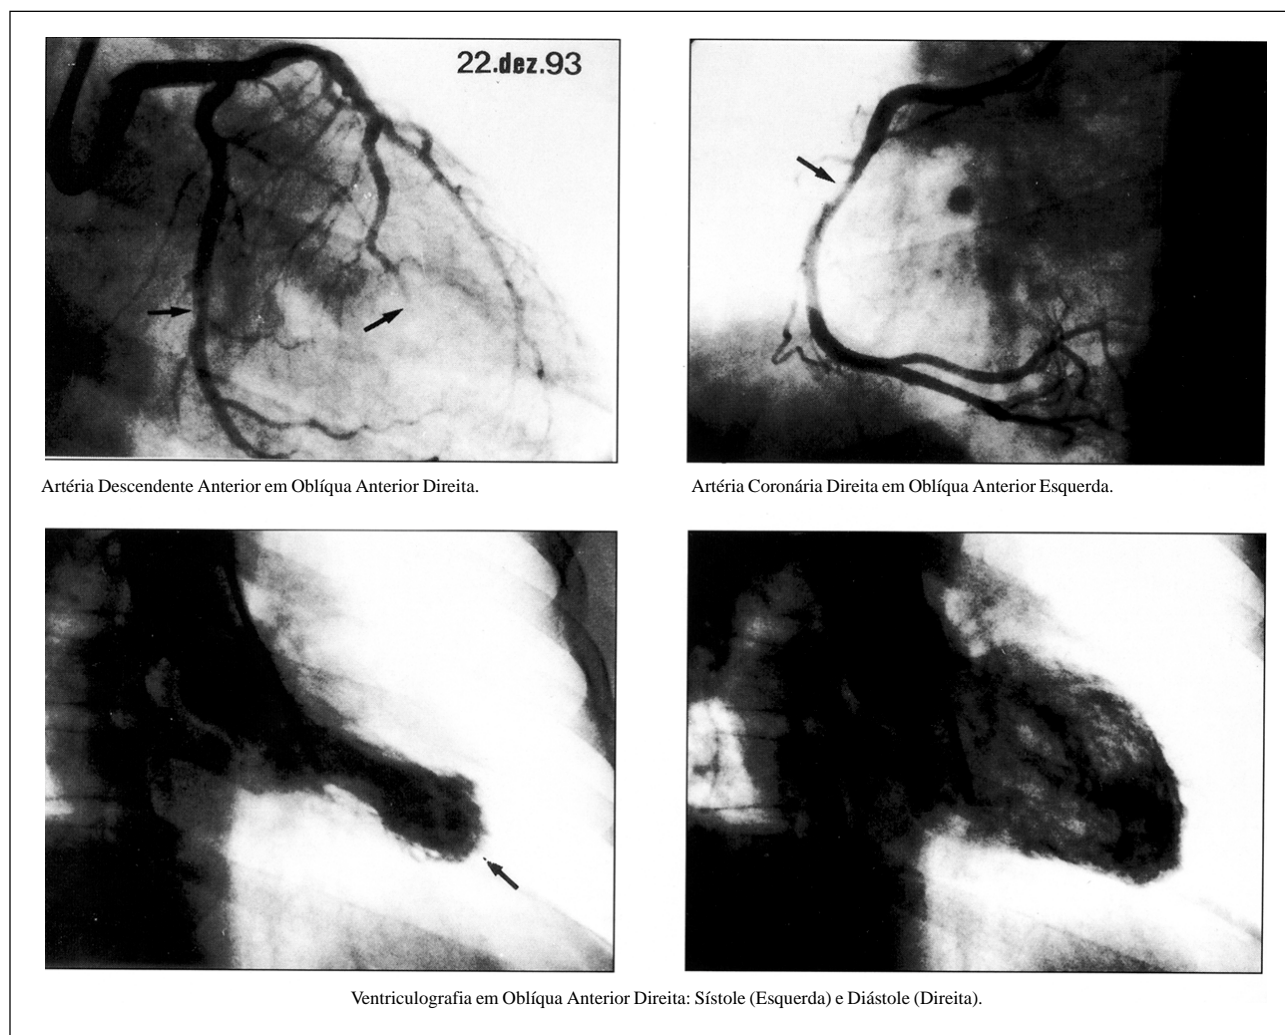 22.dez.93
Artéria Descendente Anterior em Oblíqua Anterior Direita.
Artéria Coronária Direita em Oblíqua Anterior Esquerda.
Ventriculografia em Oblíqua Anterior Direita: Sístole (Esquerda) e Diástole (Direita).